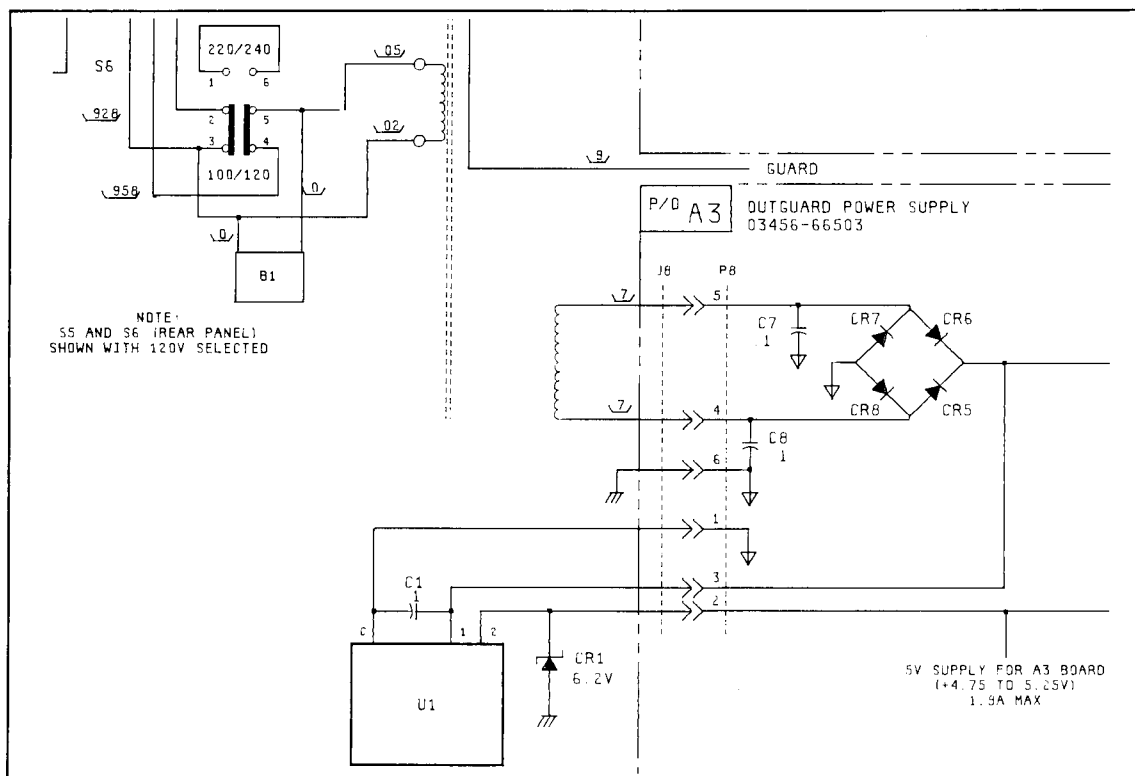 220/240
S6
1 6
.928
2 5
3 4
100/120
.958
0
0
B1
NOTE:
S5 AND S6 (REAR PANEL)
SHOWN WITH 120V SELECTED
05
02
9
GUARD
P/O A3
OUTGUARD POWER SUPPLY
03456-66503
J8 P8
7 5
C7
.1
CR7 CR6
CR8 CR5
7 4
C8
.1
6
1
3
2
C1
.1
C 1 2
U1
CR1
6.2V
5V SUPPLY FOR A3 BOARD
(+4.75 TO 5.25V)
1.9A MAX